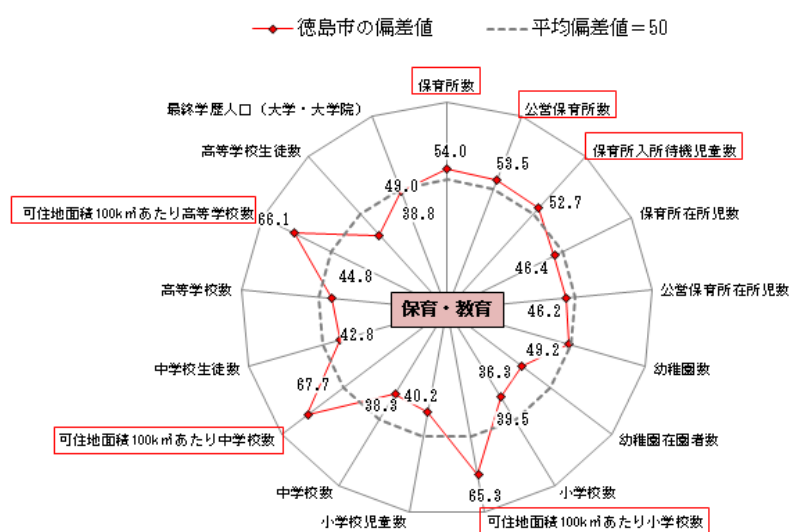 徳島市の偏差値
平均偏差値＝50
保育所数
公営保育所数
保育所入所待機児童数
保育所在所児数
公営保育所在所児数
幼稚園数
幼稚園在園者数
小学校数
可住地面積100k㎡あたり小学校数
小学校児童数
中学校数
可住地面積100k㎡あたり中学校数
中学校生徒数
高等学校数
可住地面積100k㎡あたり高等学校数
高等学校生徒数
最終学歴人口（大学・大学院）
54.0
53.5
52.7
46.4
46.2
49.2
36.3
39.5
65.3
40.2
38.3
67.7
42.8
44.8
66.1
38.8
49.0
保育・教育